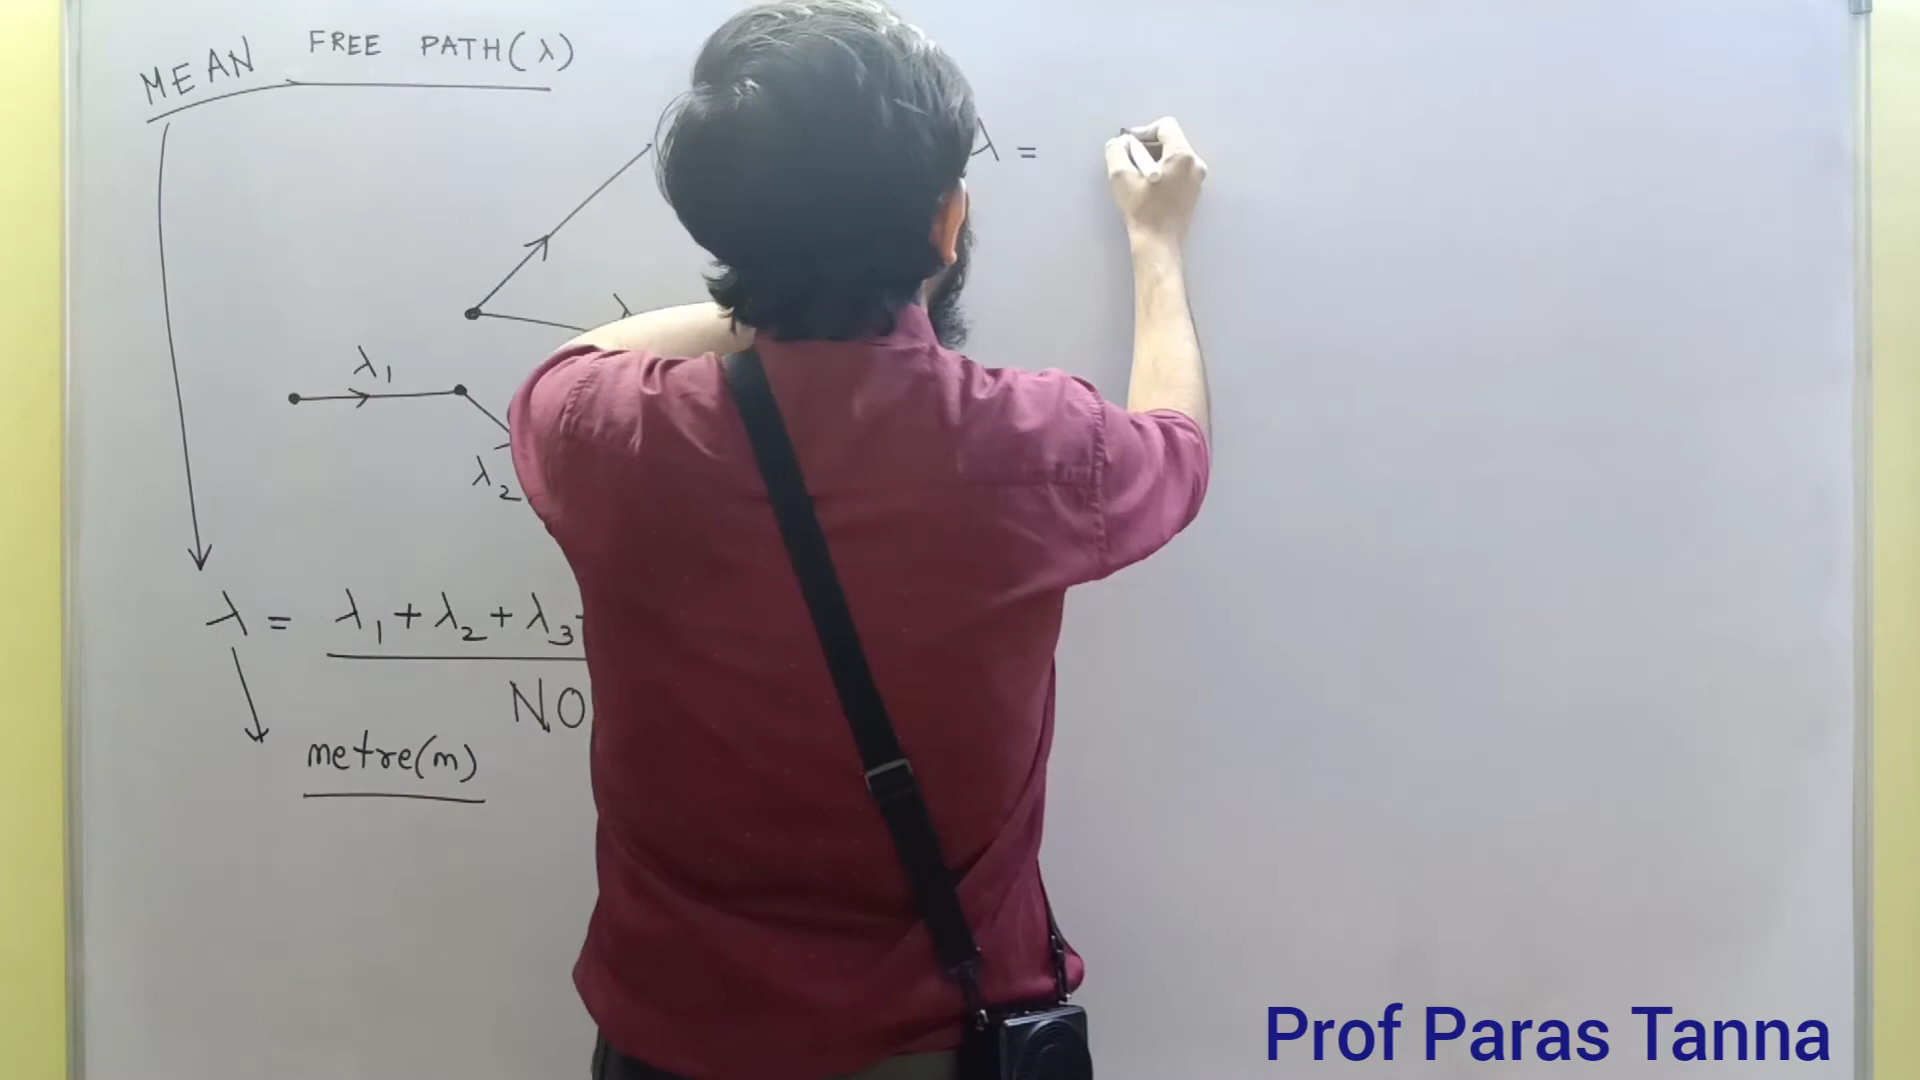 MEAN FREE PATH(λ)
λ =
λ
λ₁
λ₂
λ = λ₁ + λ₂ + λ₃
NO
metre(m)
Prof Paras Tanna